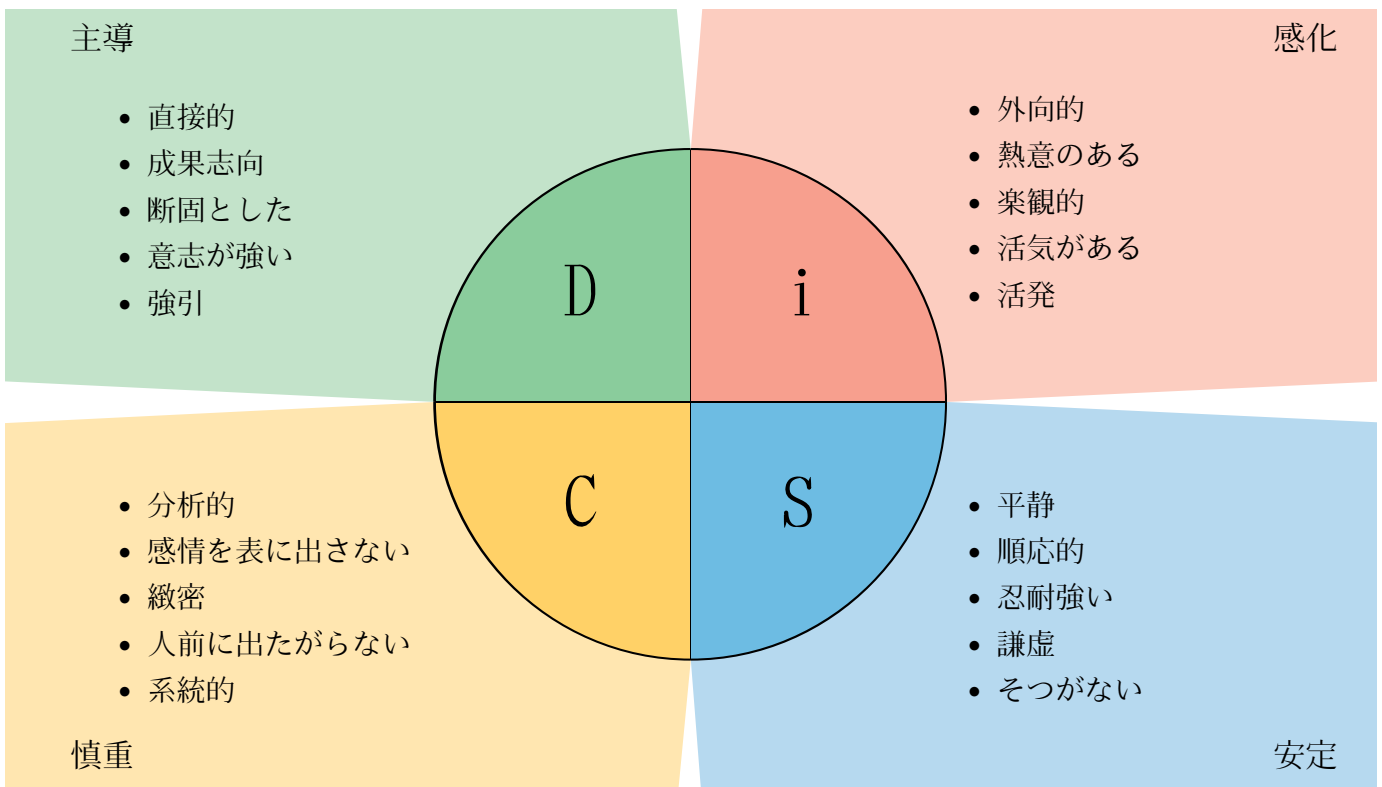 主導
• 直接的
• 成果志向
• 断固とした
• 意志が強い
• 強引
感化
• 外向的
• 熱意のある
• 楽観的
• 活気がある
• 活発
D
i
C
S
• 分析的
• 感情を表に出さない
• 緻密
• 人前に出たがらない
• 系統的
慎重
• 平静
• 順応的
• 忍耐強い
• 謙虚
• そつがない
安定